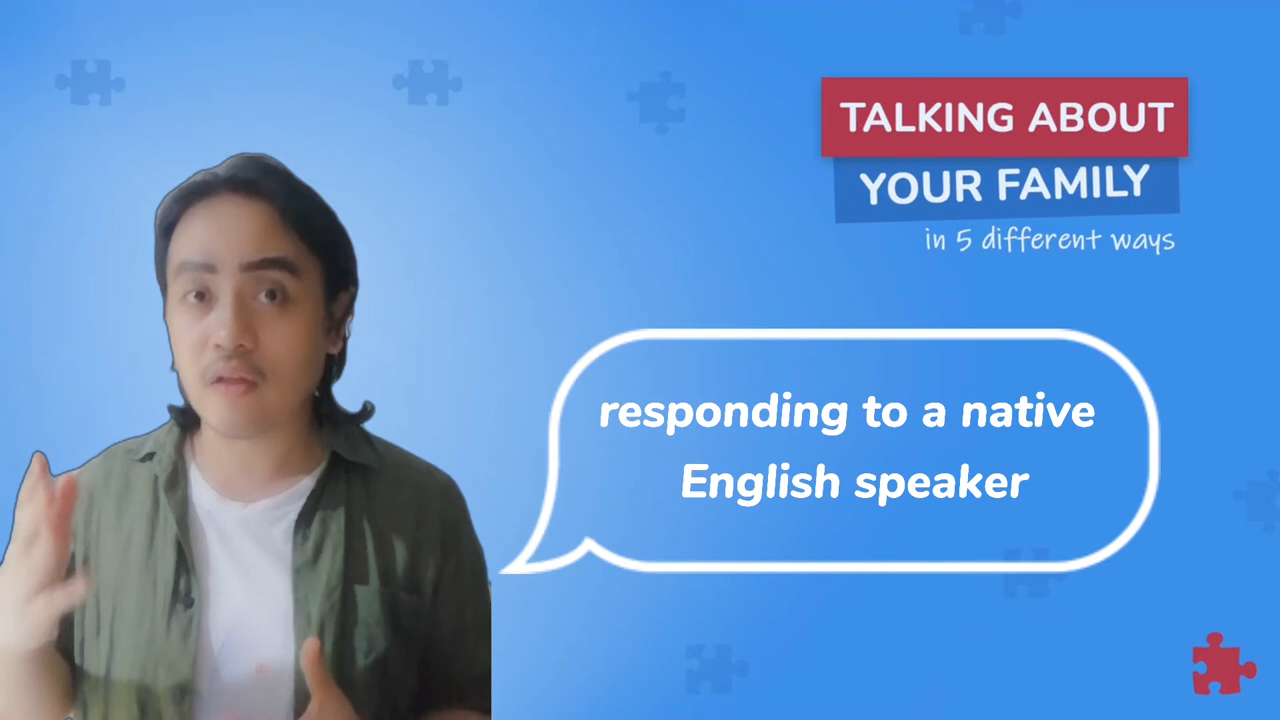 TALKING ABOUT
YOUR FAMILY
in 5 different ways
responding to a native
English speaker